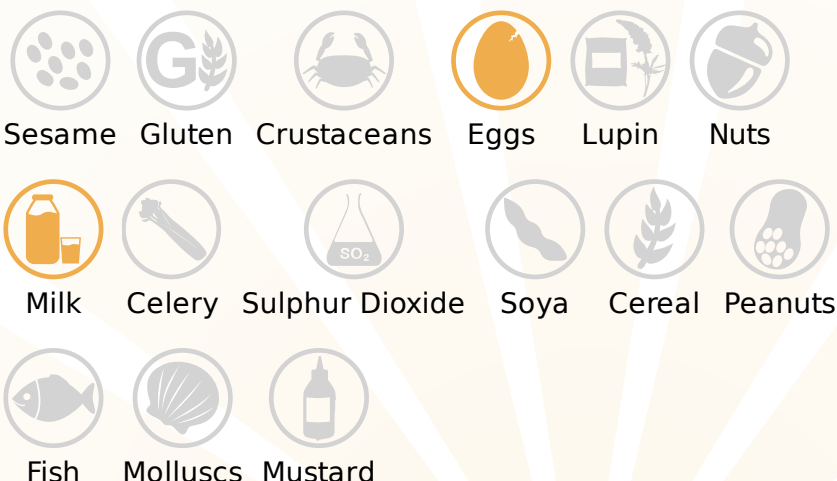 G
Sesame Gluten Crustaceans Eggs Lupin Nuts
SO₂
Milk Celery Sulphur Dioxide Soya Cereal Peanuts
Fish Molluscs Mustard